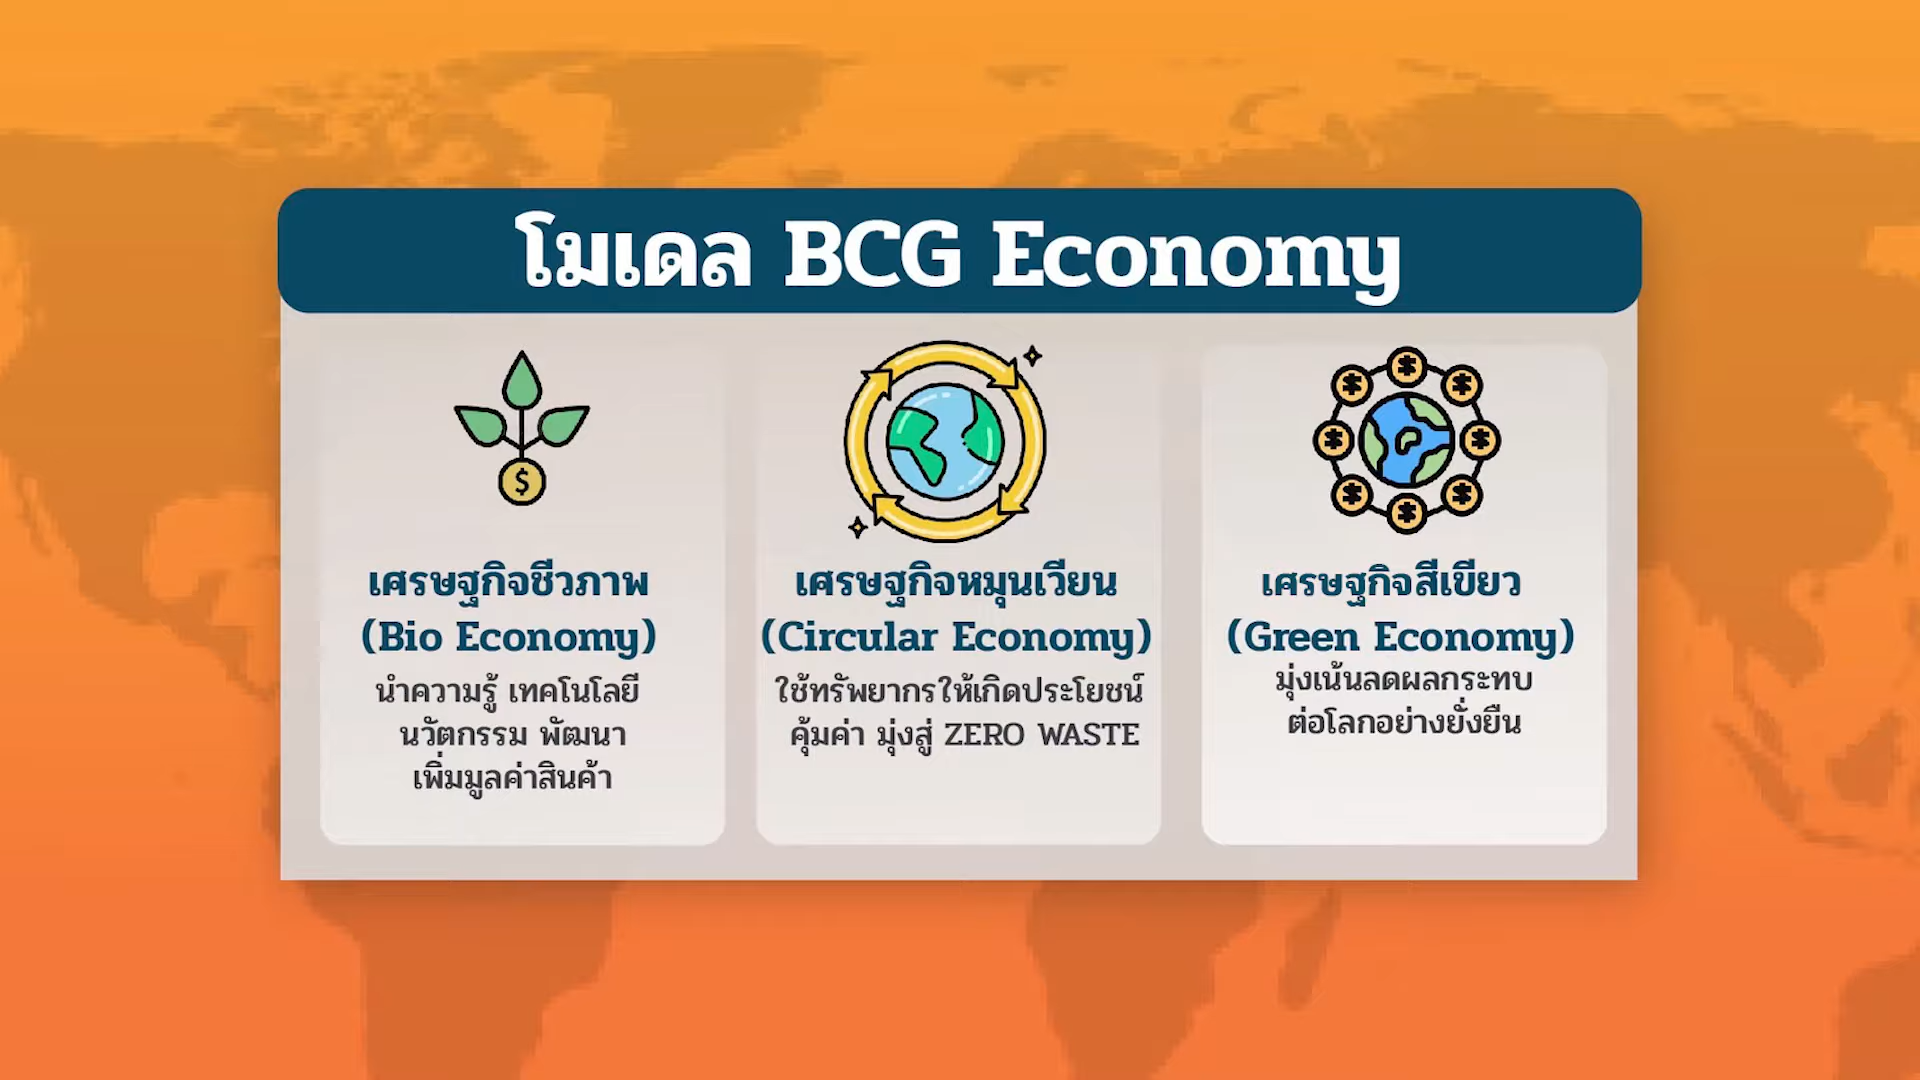 โมเดล BCG Economy
เศรษฐกิจชีวภาพ
(Bio Economy)
นำความรู้ เทคโนโลยี
นวัตกรรม พัฒนา
เพิ่มมูลค่าสินค้า
เศรษฐกิจหมุนเวียน
(Circular Economy)
ใช้ทรัพยากรให้เกิดประโยชน์
คุ้มค่า มุ่งสู่ ZERO WASTE
เศรษฐกิจสีเขียว
(Green Economy)
มุ่งเน้นลดผลกระทบ
ต่อโลกอย่างยั่งยืน